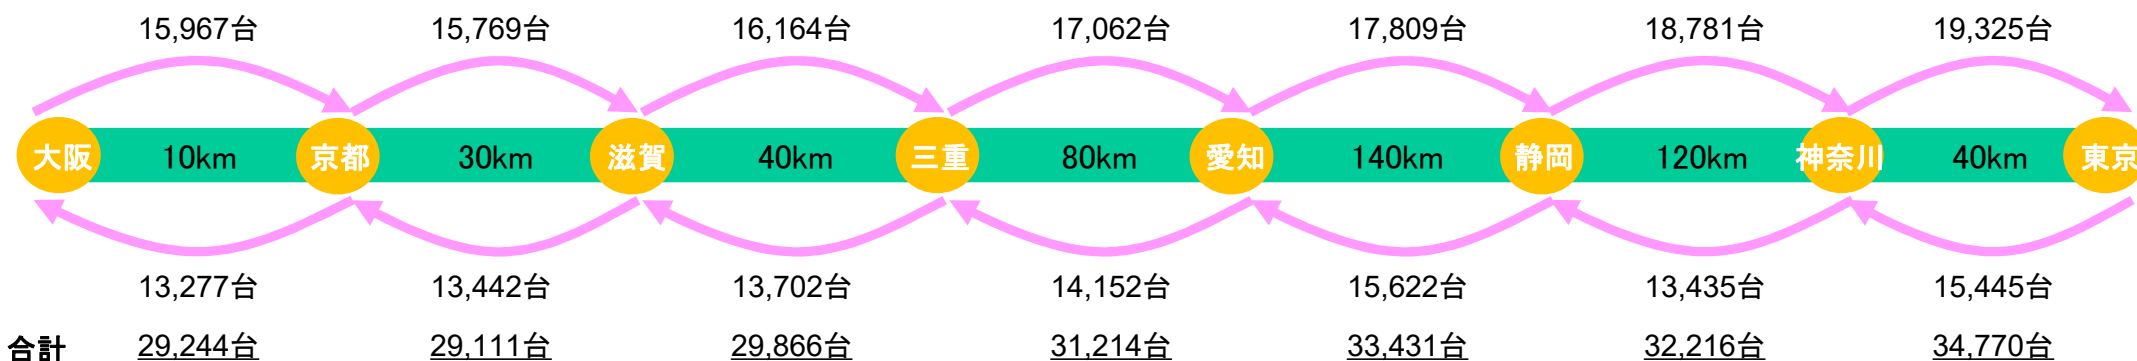 15,967台 15,769台 16,164台 17,062台 17,809台 18,781台 19,325台
大阪 10km 京都 30km 滋賀 40km 三重 80km 愛知 140km 静岡 120km 神奈川 40km 東京
13,277台 13,442台 13,702台 14,152台 15,622台 13,435台 15,445台
合計 29,244台 29,111台 29,866台 31,214台 33,431台 32,216台 34,770台